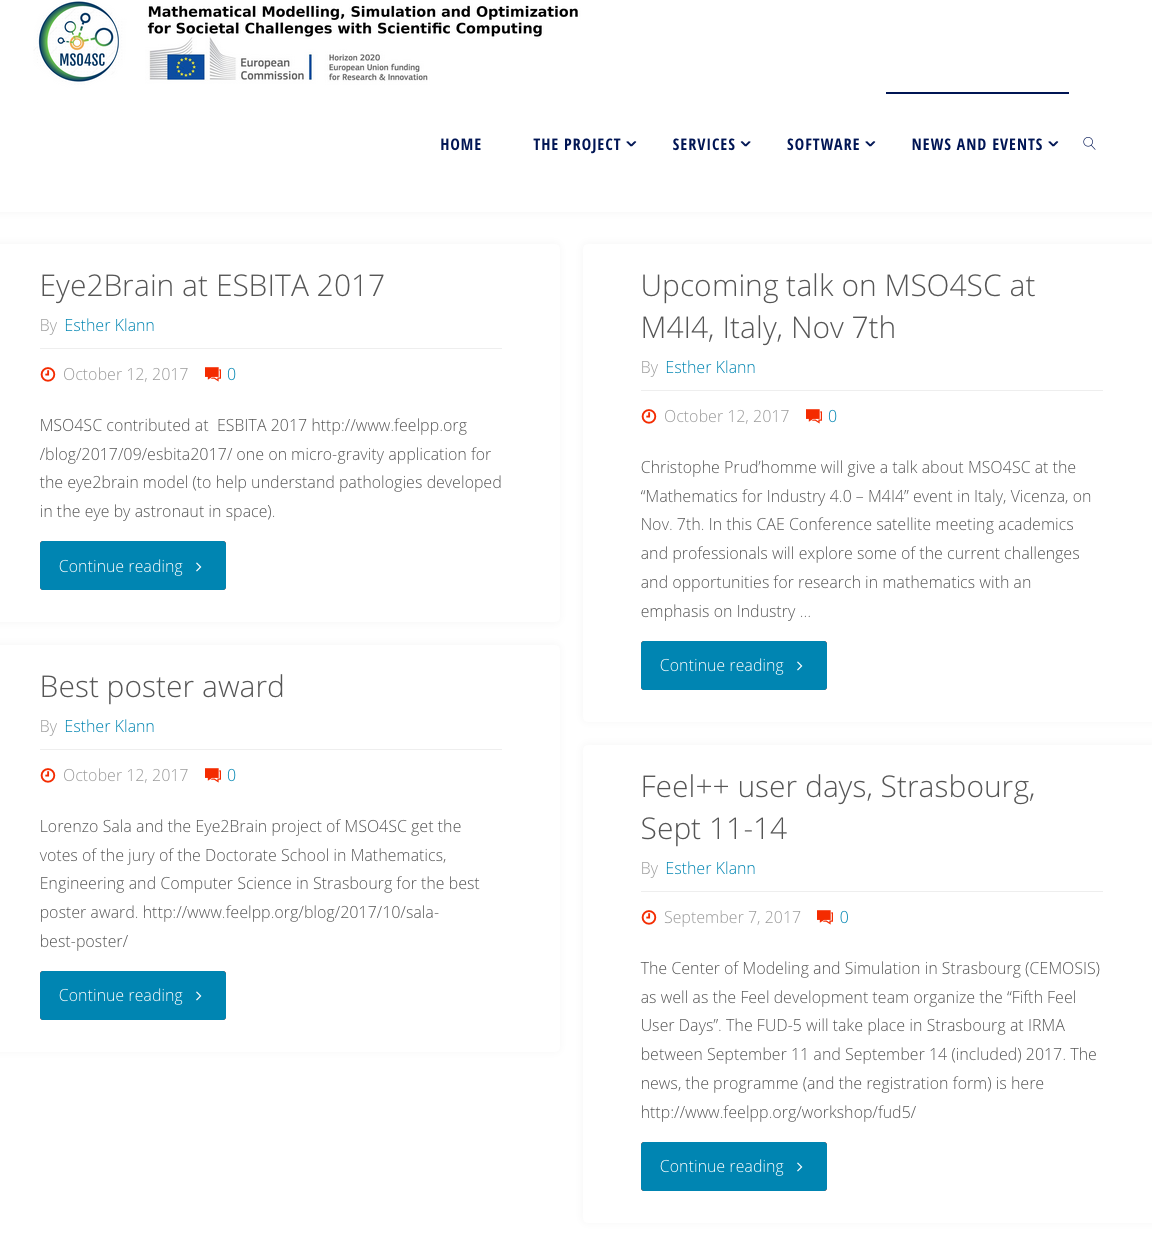 MSO4SC
Mathematical Modelling, Simulation and Optimization
for Societal Challenges with Scientific Computing
European
Commission
Horizon 2020
European Union funding
for Research & Innovation
HOME
THE PROJECT
SERVICES
SOFTWARE
NEWS AND EVENTS
Eye2Brain at ESBITA 2017
By Esther Klann
October 12, 2017 0
MSO4SC contributed at  ESBITA 2017 http://www.feelpp.org
/blog/2017/09/esbita2017/ one on micro-gravity application for
the eye2brain model (to help understand pathologies developed
in the eye by astronaut in space).
Continue reading
Best poster award
By Esther Klann
October 12, 2017 0
Lorenzo Sala and the Eye2Brain project of MSO4SC get the
votes of the jury of the Doctorate School in Mathematics,
Engineering and Computer Science in Strasbourg for the best
poster award. http://www.feelpp.org/blog/2017/10/sala-
best-poster/
Continue reading
Upcoming talk on MSO4SC at
M4I4, Italy, Nov 7th
By Esther Klann
October 12, 2017 0
Christophe Prud’homme will give a talk about MSO4SC at the
“Mathematics for Industry 4.0 – M4I4” event in Italy, Vicenza, on
Nov. 7th. In this CAE Conference satellite meeting academics
and professionals will explore some of the current challenges
and opportunities for research in mathematics with an
emphasis on Industry …
Continue reading
Feel++ user days, Strasbourg,
Sept 11-14
By Esther Klann
September 7, 2017 0
The Center of Modeling and Simulation in Strasbourg (CEMOSIS)
as well as the Feel development team organize the “Fifth Feel
User Days”. The FUD-5 will take place in Strasbourg at IRMA
between September 11 and September 14 (included) 2017. The
news, the programme (and the registration form) is here
http://www.feelpp.org/workshop/fud5/
Continue reading